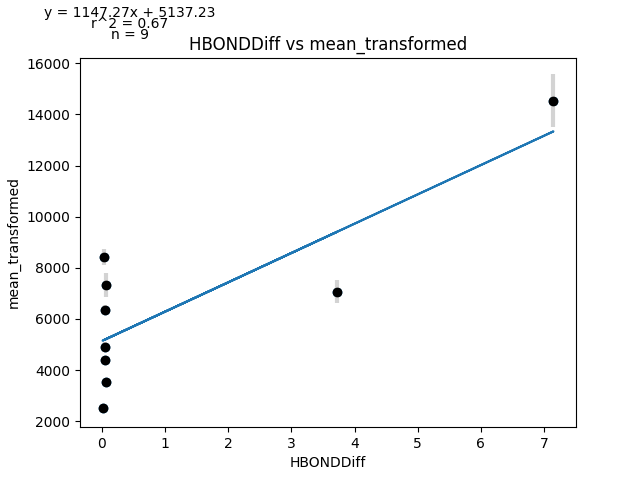 y = 1147.27x + 5137.23
r^2 = 0.67
n = 9
HBONDDiff vs mean_transformed
16000
14000
12000
10000
8000
6000
4000
2000
mean_transformed
0 1 2 3 4 5 6 7
HBONDDiff